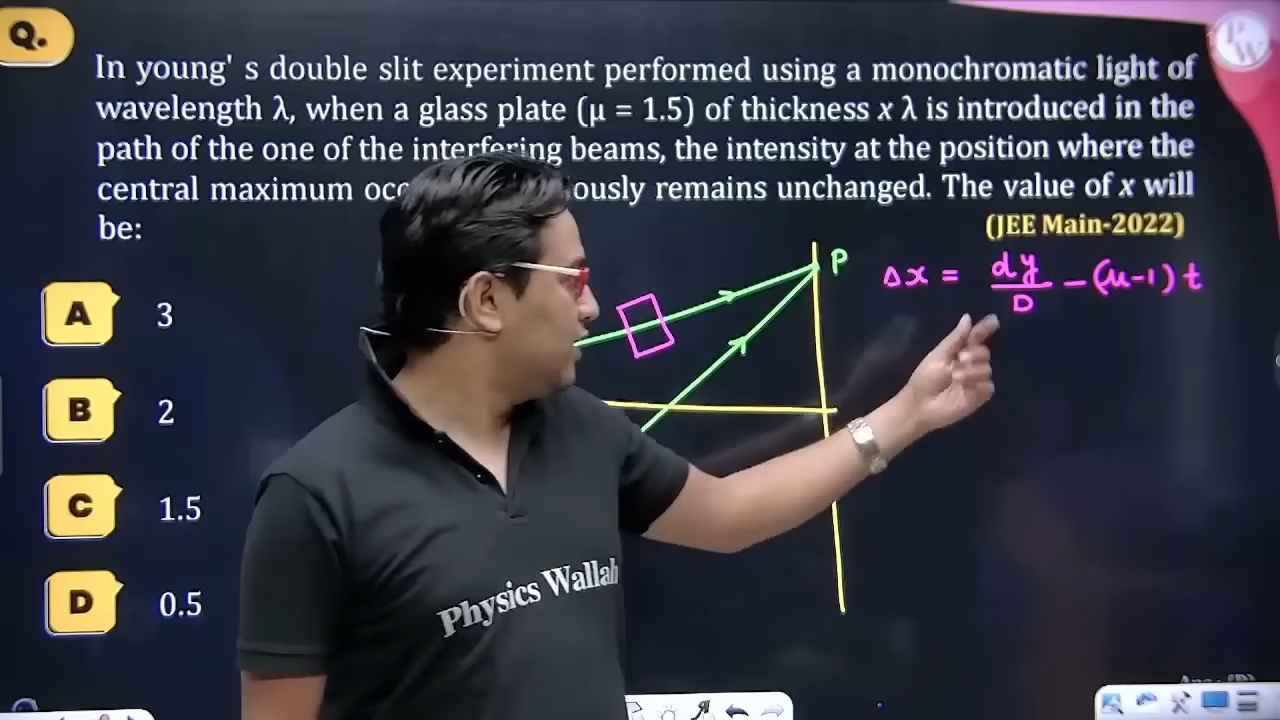 Q.
PW
In young' s double slit experiment performed using a monochromatic light of
wavelength λ, when a glass plate (μ = 1.5) of thickness x λ is introduced in the
path of the one of the interfering beams, the intensity at the position where the
central maximum occ ously remains unchanged. The value of x will
be:
(JEE Main-2022)
A 3
B 2
C 1.5
D 0.5
P
Δx = dy/D - (μ-1) t
Physics Wallah